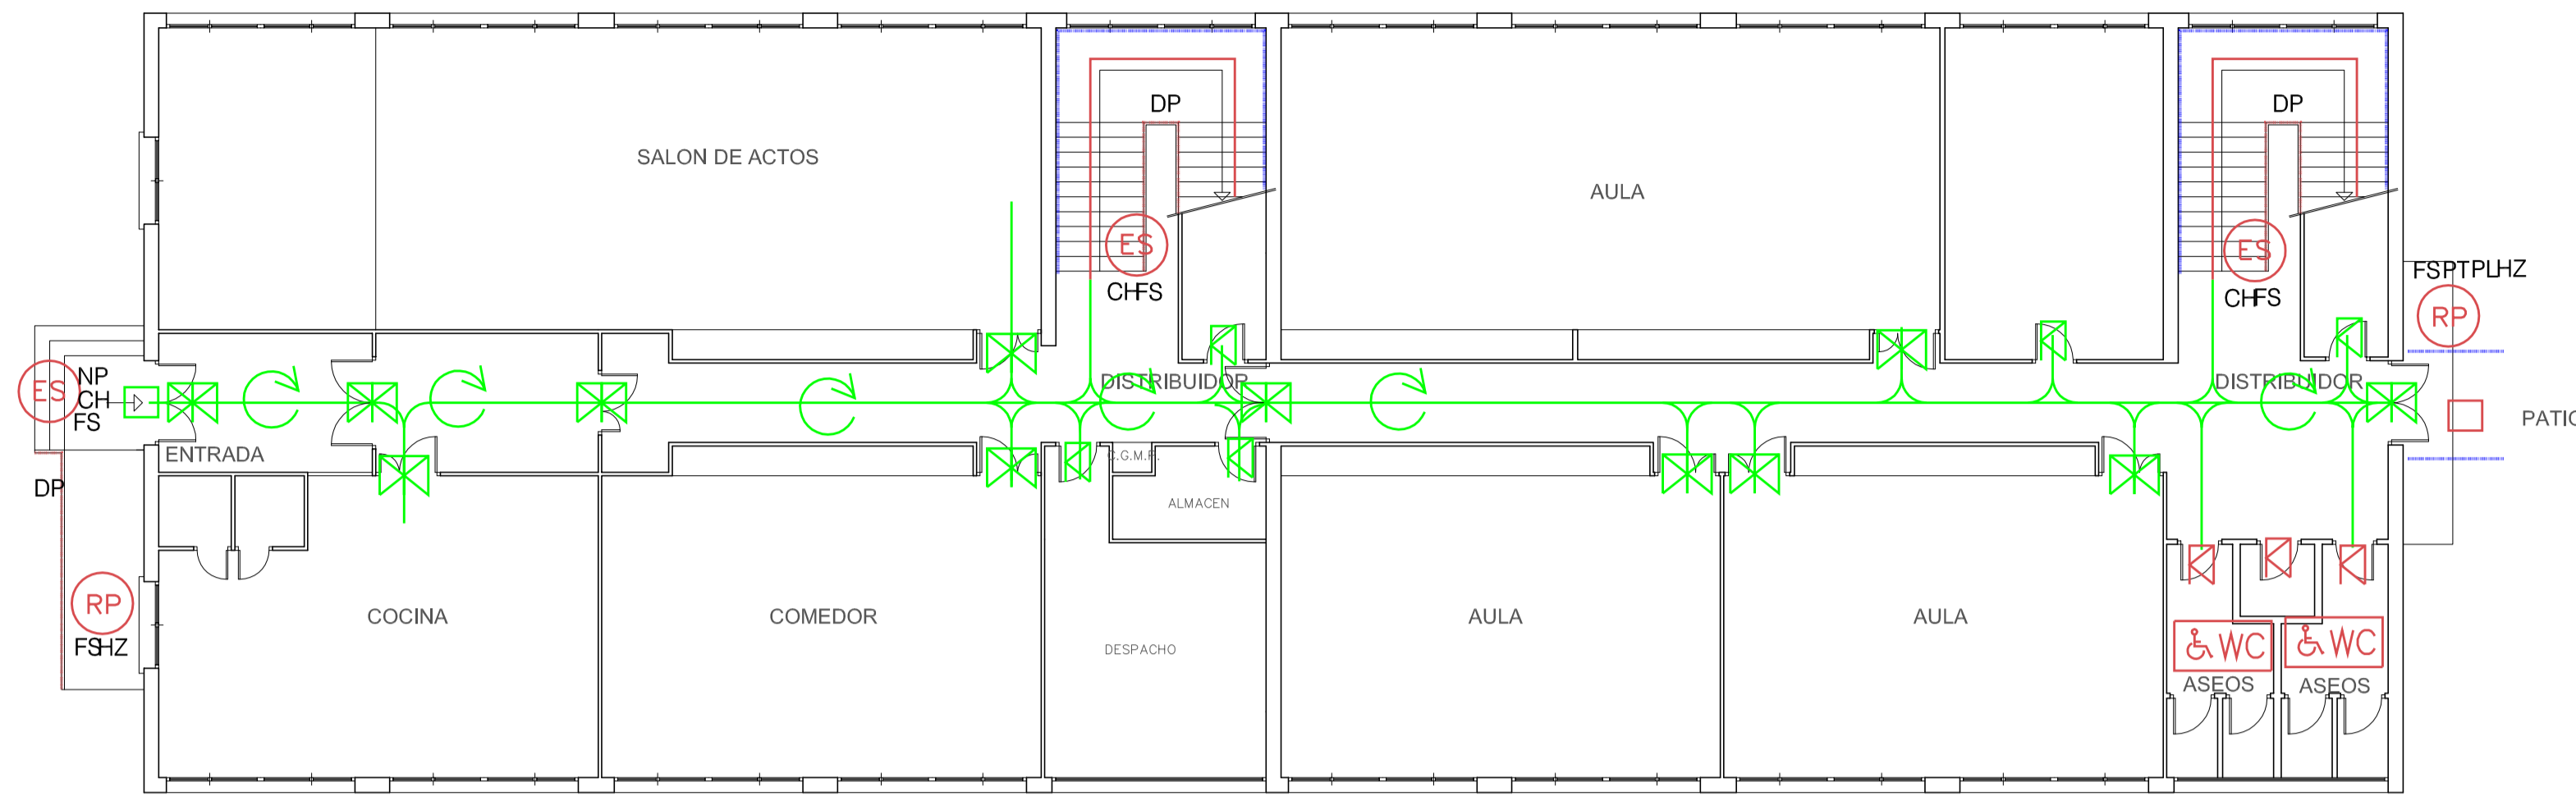 DP
DP
SALON DE ACTOS
AULA
ES
ES
CHFS
CHFS
FSPTPLHZ
RP
NP
ES
CH
FS
DISTRIBUIDOR
DISTRIBUIDOR
PATIO
ENTRADA
C.G.M.P.
DP
ALMACEN
RP
FSHZ
COCINA
COMEDOR
DESPACHO
AULA
AULA
WC
WC
ASEOS
ASEOS